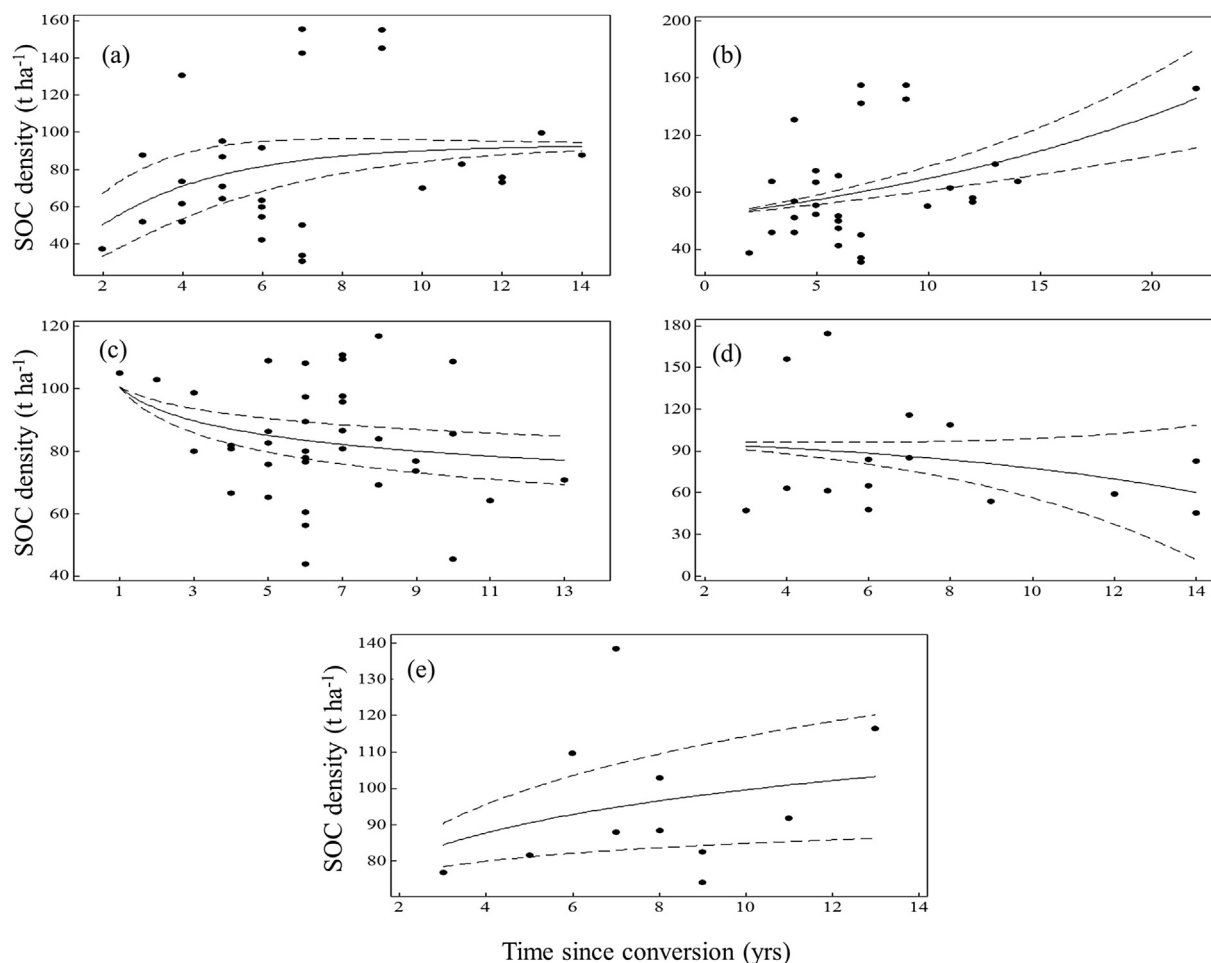 (a)
SOC density (t ha-1)
160
140
120
100
80
60
40
2 4 6 8 10 12 14
(b)
200
160
120
80
40
0 5 10 15 20
(c)
SOC density (t ha-1)
120
100
80
60
40
1 3 5 7 9 11 13
(d)
180
150
120
90
60
30
0
2 4 6 8 10 12 14
(e)
SOC density (t ha-1)
140
130
120
110
100
90
80
2 4 6 8 10 12 14
Time since conversion (yrs)